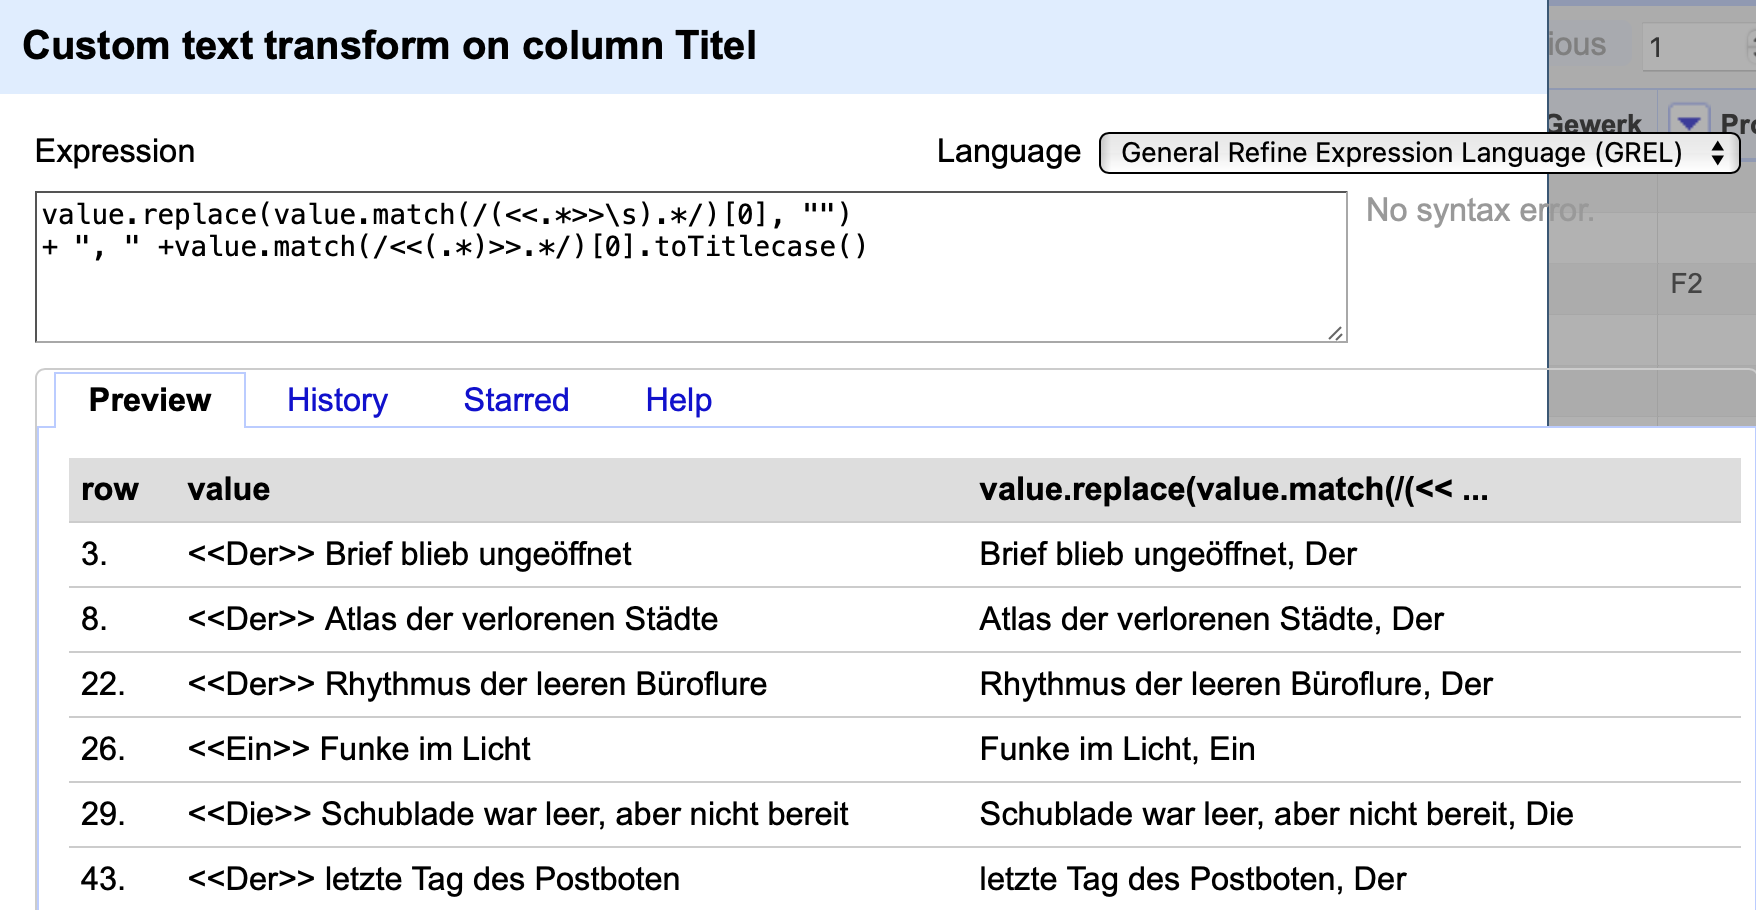 Custom text transform on column Titel
ious 1
Gewerk
Expression
Language General Refine Expression Language (GREL)
value.replace(value.match(/(<<.*>>\s).*/)[0], "")
+ ", " +value.match(/<<(.*)>>.*/)[0].toTitlecase()
No syntax error.
F2
Preview History Starred Help
row value value.replace(value.match(/(<< ...
3. <<Der>> Brief blieb ungeöffnet Brief blieb ungeöffnet, Der
8. <<Der>> Atlas der verlorenen Städte Atlas der verlorenen Städte, Der
22. <<Der>> Rhythmus der leeren Büroflure Rhythmus der leeren Büroflure, Der
26. <<Ein>> Funke im Licht Funke im Licht, Ein
29. <<Die>> Schublade war leer, aber nicht bereit Schublade war leer, aber nicht bereit, Die
43. <<Der>> letzte Tag des Postboten letzte Tag des Postboten, Der